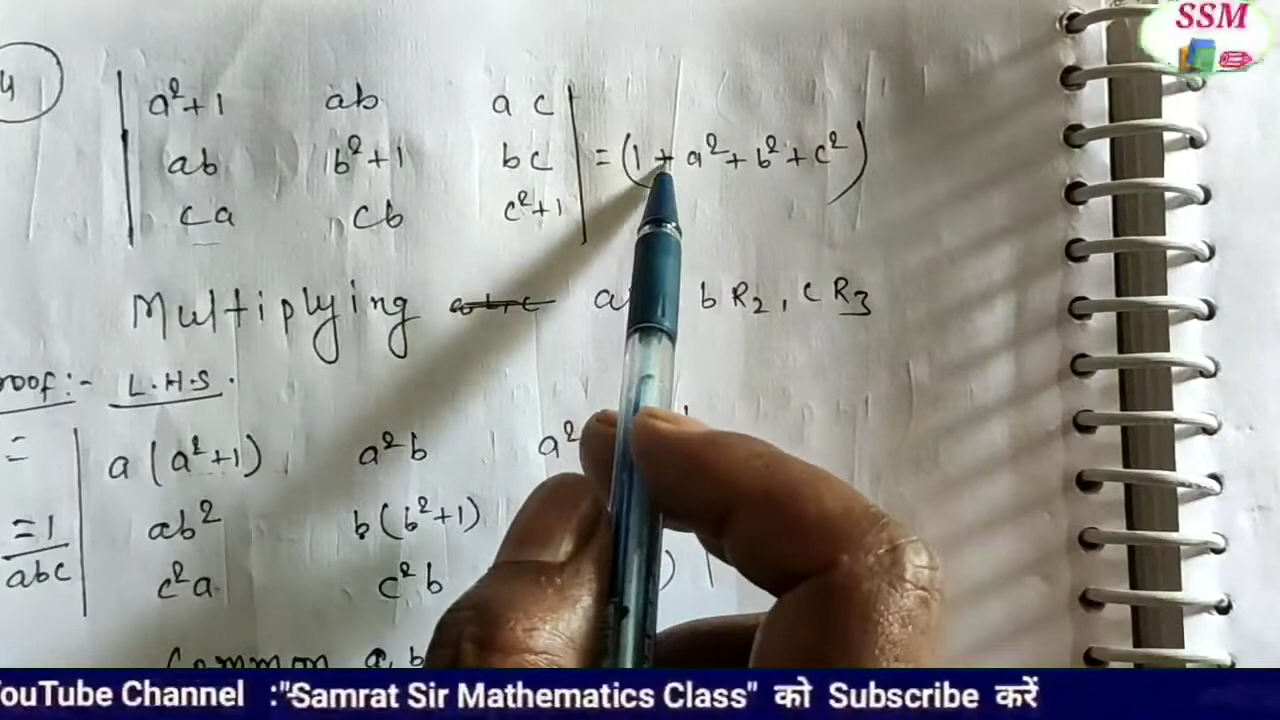 SSM
4
a²+1 ab ac
ab b²+1 bc = (1 + a² + b² + c²)
ca cb c²+1
Multiplying b R₂, c R₃
L.H.S.
= a(a²+1) a²b a²
=1/abc ab² b(b²+1)
c²a c²b )
Common a, b
YouTube Channel :"Samrat Sir Mathematics Class" को Subscribe करें